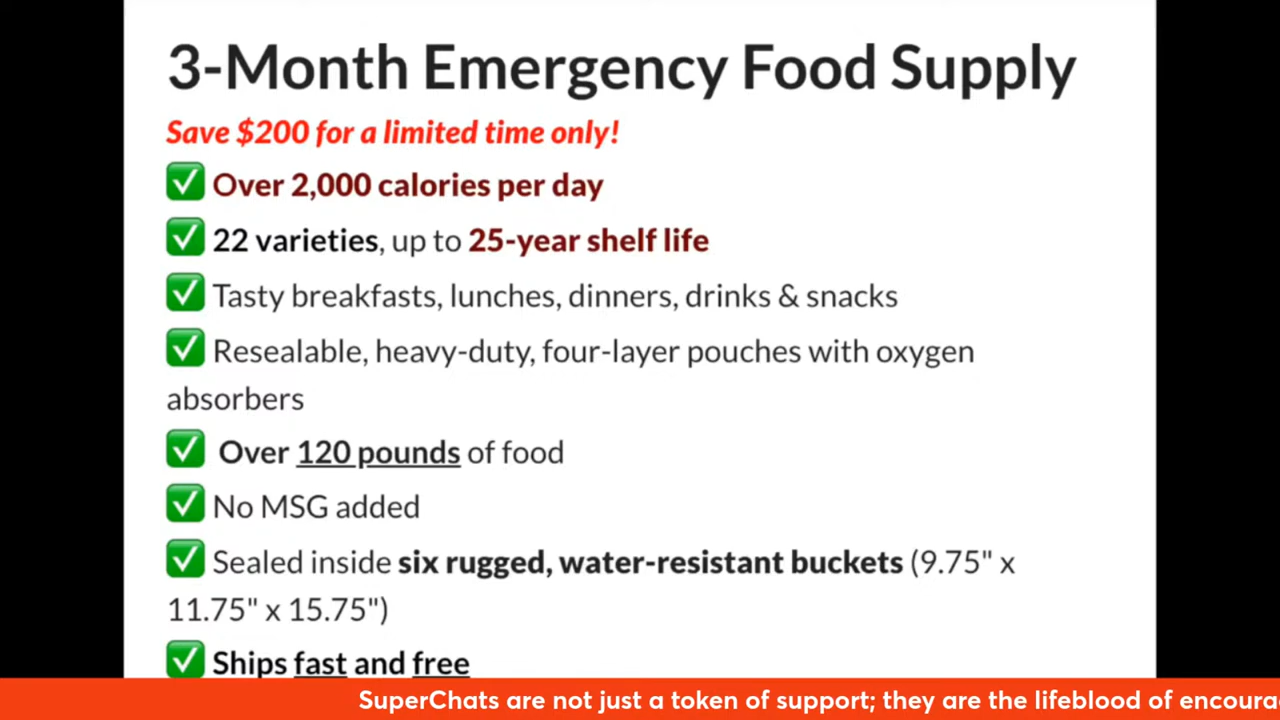 3-Month Emergency Food Supply
Save $200 for a limited time only!
✅ Over 2,000 calories per day
✅ 22 varieties, up to 25-year shelf life
✅ Tasty breakfasts, lunches, dinners, drinks & snacks
✅ Resealable, heavy-duty, four-layer pouches with oxygen
absorbers
✅ Over 120 pounds of food
✅ No MSG added
✅ Sealed inside six rugged, water-resistant buckets (9.75" x
11.75" x 15.75")
✅ Ships fast and free
SuperChats are not just a token of support; they are the lifeblood of encoura